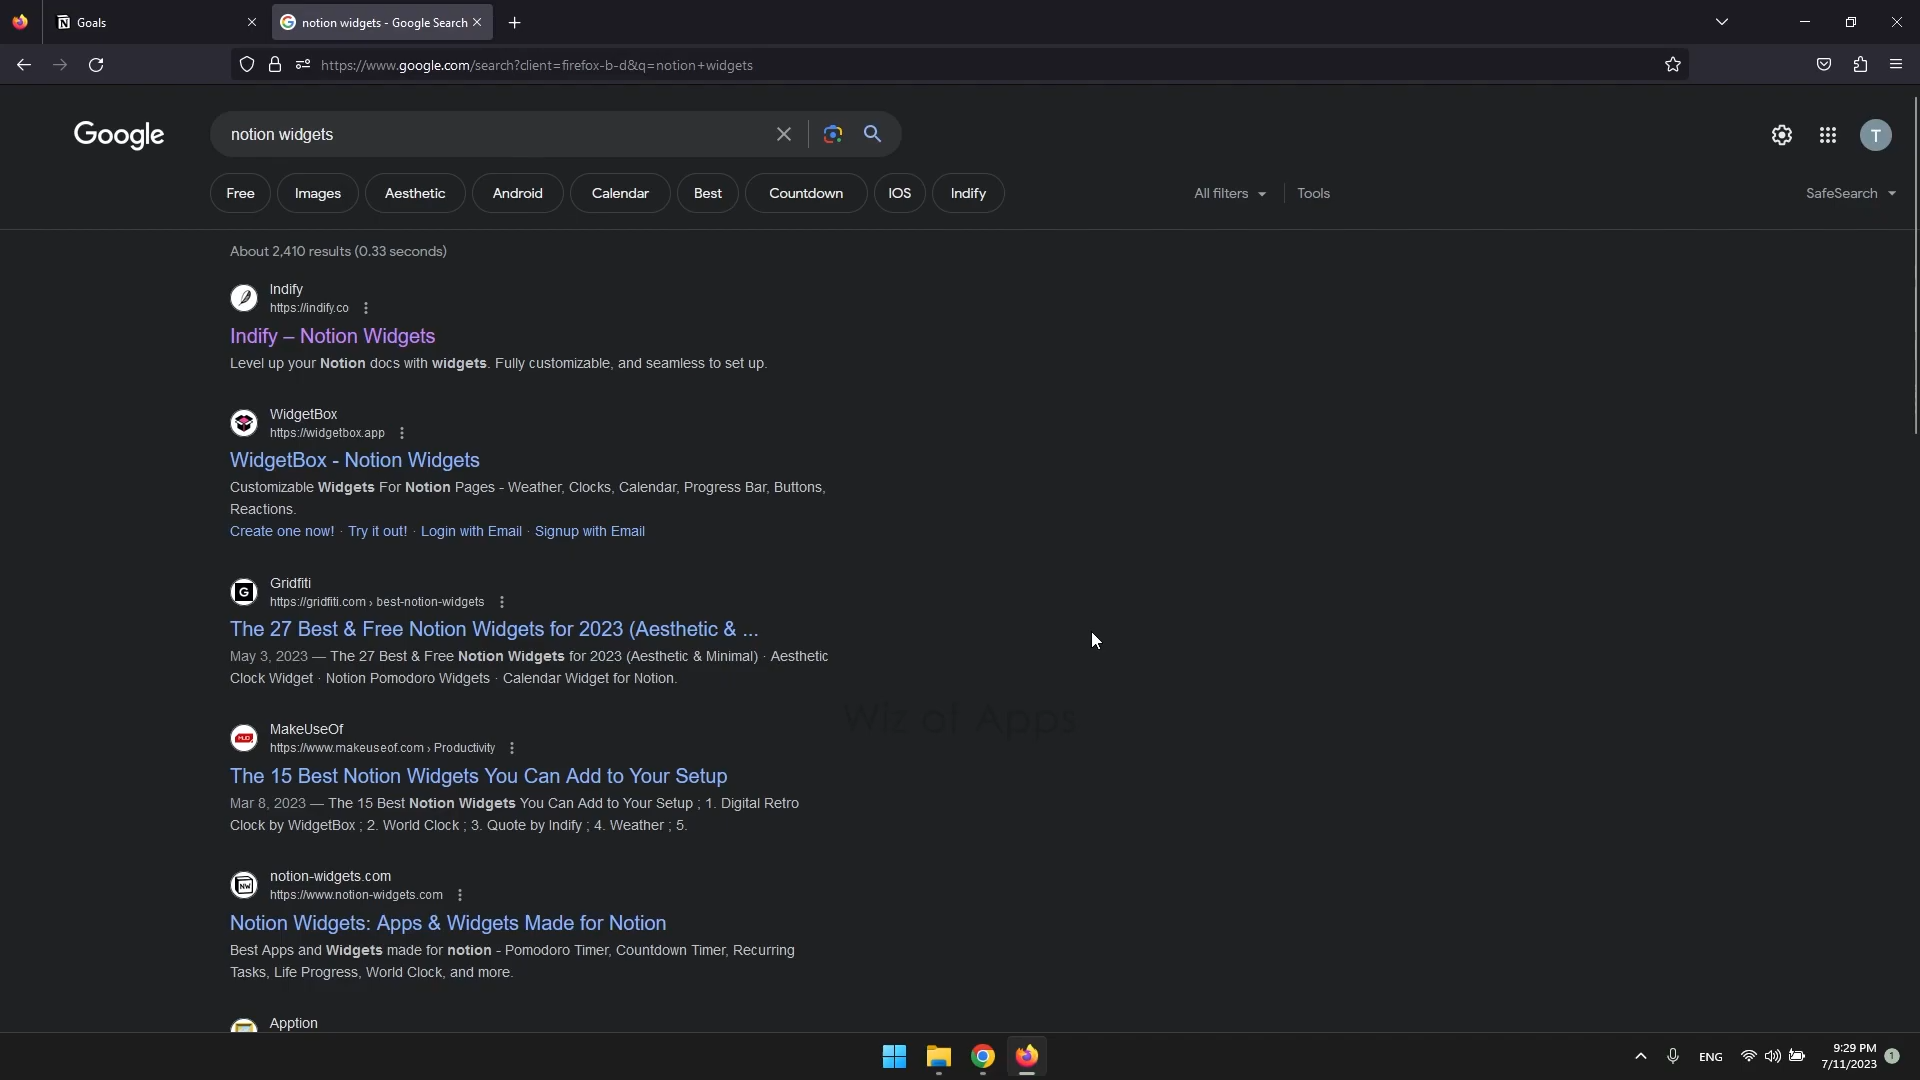 Goals
notion widgets - Google Search
https://www.google.com/search?client=firefox-b-d&q=notion+widgets
Google
notion widgets
T
Free
Images
Aesthetic
Android
Calendar
Best
Countdown
IOS
Indify
All filters
Tools
SafeSearch
About 2,410 results (0.33 seconds)
Indify
https://indify.co
Indify – Notion Widgets
Level up your Notion docs with widgets. Fully customizable, and seamless to set up.
WidgetBox
https://widgetbox.app
WidgetBox - Notion Widgets
Customizable Widgets For Notion Pages - Weather, Clocks, Calendar, Progress Bar, Buttons,
Reactions.
Create one now! · Try it out! · Login with Email · Signup with Email
G
Gridfiti
https://gridfiti.com › best-notion-widgets
The 27 Best & Free Notion Widgets for 2023 (Aesthetic & ...
May 3, 2023 — The 27 Best & Free Notion Widgets for 2023 (Aesthetic & Minimal) · Aesthetic
Clock Widget · Notion Pomodoro Widgets · Calendar Widget for Notion.
Wiz of Apps
MUO
MakeUseOf
https://www.makeuseof.com › Productivity
The 15 Best Notion Widgets You Can Add to Your Setup
Mar 8, 2023 — The 15 Best Notion Widgets You Can Add to Your Setup ; 1. Digital Retro
Clock by WidgetBox ; 2. World Clock ; 3. Quote by Indify ; 4. Weather ; 5.
NW
notion-widgets.com
https://www.notion-widgets.com
Notion Widgets: Apps & Widgets Made for Notion
Best Apps and Widgets made for notion - Pomodoro Timer, Countdown Timer, Recurring
Tasks, Life Progress, World Clock, and more.
Apption
ENG
9:29 PM
7/11/2023
1